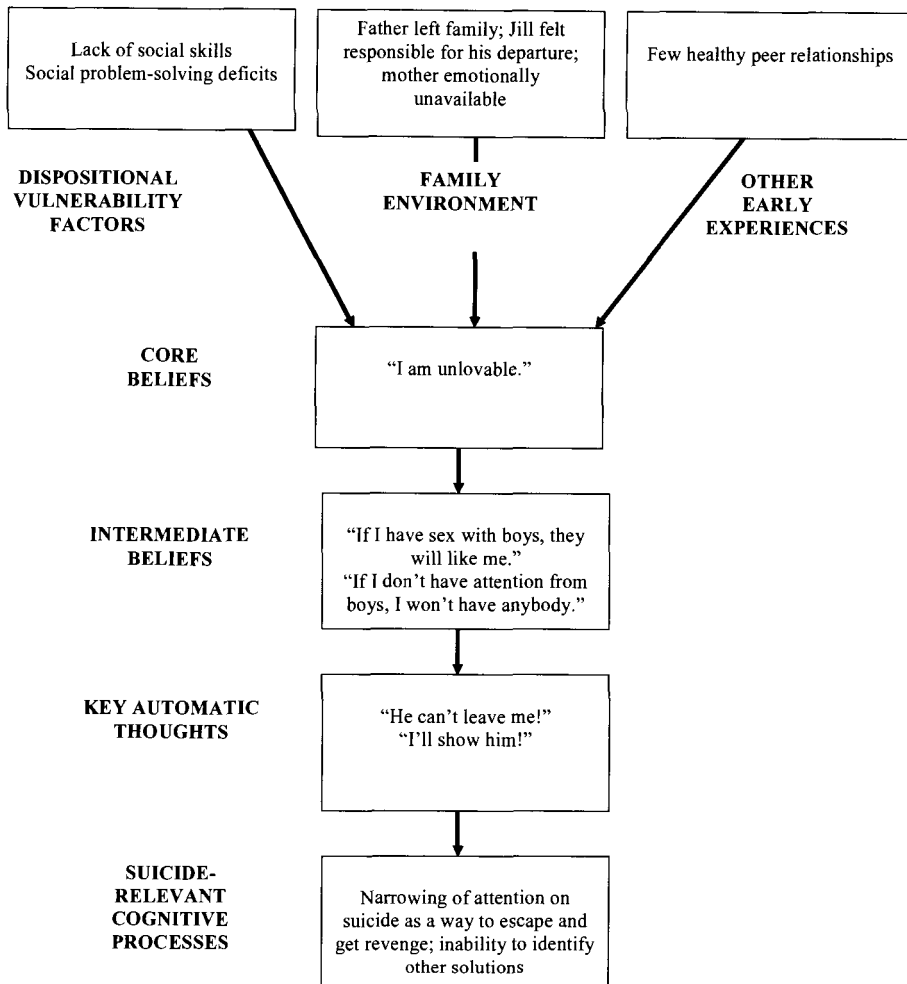 Lack of social skills
Social problem-solving deficits
Father left family; Jill felt
responsible for his departure;
mother emotionally
unavailable
Few healthy peer relationships
DISPOSITIONAL
VULNERABILITY
FACTORS
FAMILY
ENVIRONMENT
OTHER
EARLY
EXPERIENCES
CORE
BELIEFS
“I am unlovable.”
INTERMEDIATE
BELIEFS
“If I have sex with boys, they
will like me.”
“If I don’t have attention from
boys, I won’t have anybody.”
KEY AUTOMATIC
THOUGHTS
“He can’t leave me!”
“I’ll show him!”
SUICIDE-
RELEVANT
COGNITIVE
PROCESSES
Narrowing of attention on
suicide as a way to escape and
get revenge; inability to identify
other solutions